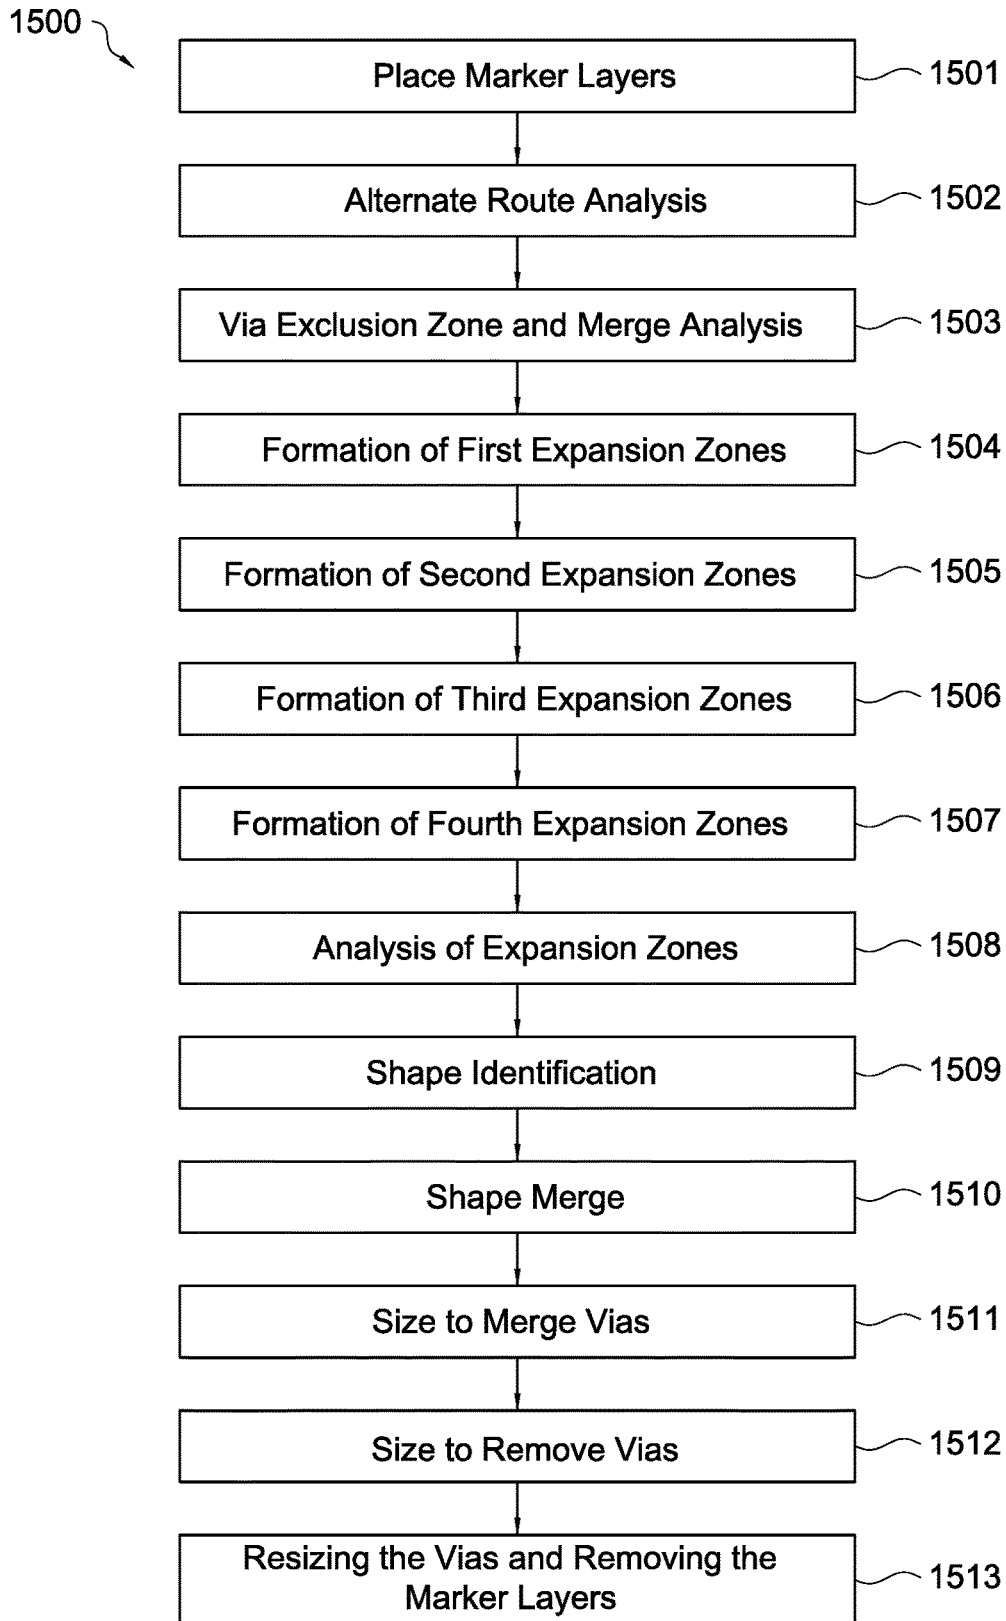 1500
Place Marker Layers
1501
Alternate Route Analysis
1502
Via Exclusion Zone and Merge Analysis
1503
Formation of First Expansion Zones
1504
Formation of Second Expansion Zones
1505
Formation of Third Expansion Zones
1506
Formation of Fourth Expansion Zones
1507
Analysis of Expansion Zones
1508
Shape Identification
1509
Shape Merge
1510
Size to Merge Vias
1511
Size to Remove Vias
1512
Resizing the Vias and Removing the
Marker Layers
1513